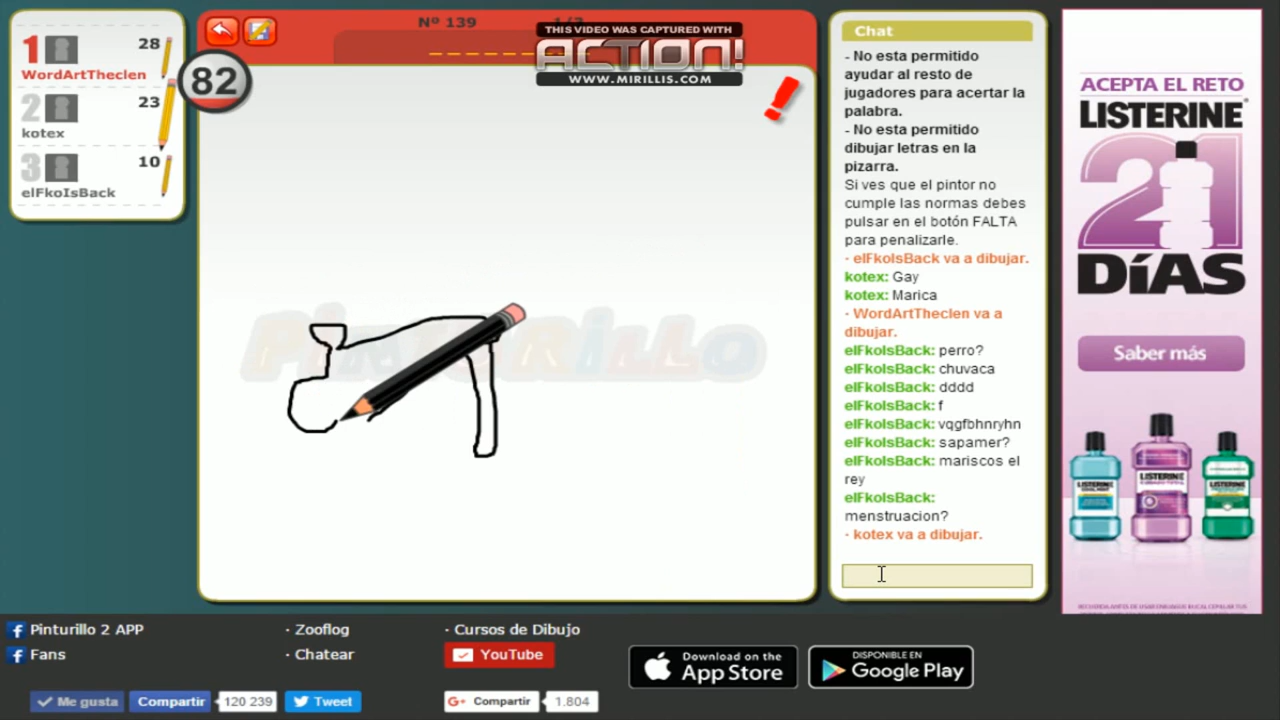 1
28
WordArtTheclen
2
23
kotex
3
10
elFkoIsBack
82
Nº 139
1/3
THIS VIDEO WAS CAPTURED WITH
ACTION!
WWW.MIRILLIS.COM
PinTURillo
Chat
- No esta permitido
ayudar al resto de
jugadores para acertar la
palabra.
- No esta permitido
dibujar letras en la
pizarra.
Si ves que el pintor no
cumple las normas debes
pulsar en el botón FALTA
para penalizarle.
· elFkoIsBack va a dibujar.
kotex: Gay
kotex: Marica
· WordArtTheclen va a
dibujar.
elFkoIsBack: perro?
elFkoIsBack: chuvaca
elFkoIsBack: dddd
elFkoIsBack: f
elFkoIsBack: vqgfbhnryhn
elFkoIsBack: sapamer?
elFkoIsBack: mariscos el
rey
elFkoIsBack:
menstruacion?
· kotex va a dibujar.
ACEPTA EL RETO
LISTERINE
21
DíAS
Saber más
LISTERINE
LISTERINE
LISTERINE
Pinturillo 2 APP
Fans
· Zooflog
· Chatear
· Cursos de Dibujo
YouTube
Download on the
App Store
DISPONIBLE EN
Google Play
Me gusta
Compartir
120 239
Tweet
G+ Compartir
1.804